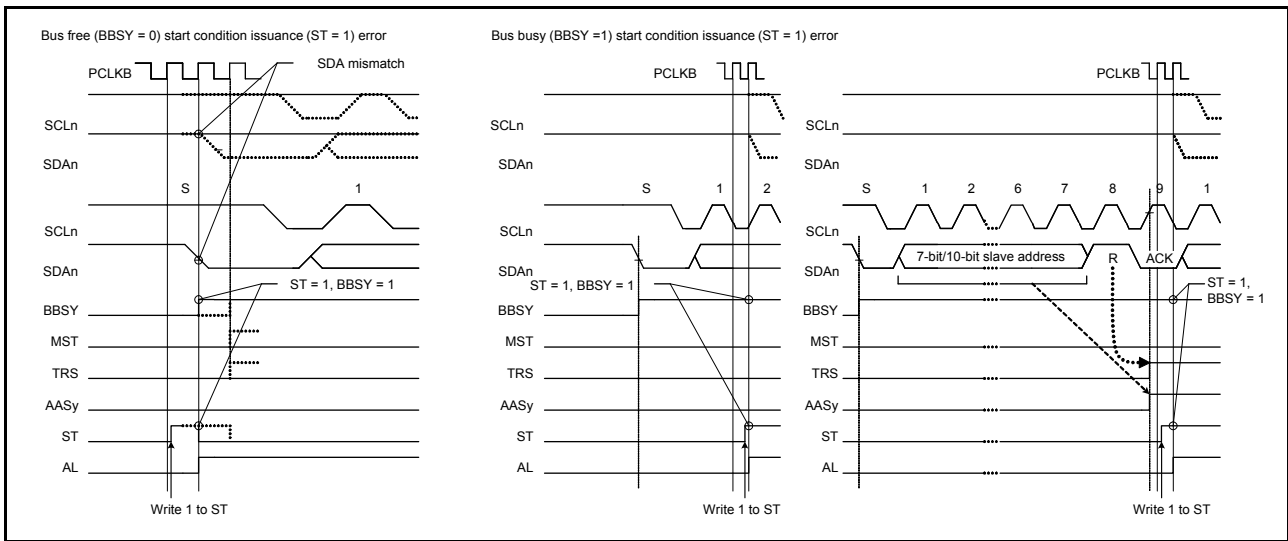 Bus free (BBSY = 0) start condition issuance (ST = 1) error
PCLKB
SDA mismatch
SCLn
SDAn
S 1
SCLn
SDAn
ST = 1, BBSY = 1
BBSY
MST
TRS
AASy
ST
AL
Write 1 to ST
Bus busy (BBSY =1) start condition issuance (ST = 1) error
PCLKB
SCLn
SDAn
S 1 2
SCLn
SDAn
ST = 1, BBSY = 1
BBSY
MST
TRS
AASy
ST
AL
Write 1 to ST
PCLKB
SCLn
SDAn
S 1 2 6 7 8 9 1
SCLn
SDAn
7-bit/10-bit slave address R ACK
ST = 1,
BBSY = 1
BBSY
MST
TRS
AASy
ST
AL
Write 1 to ST